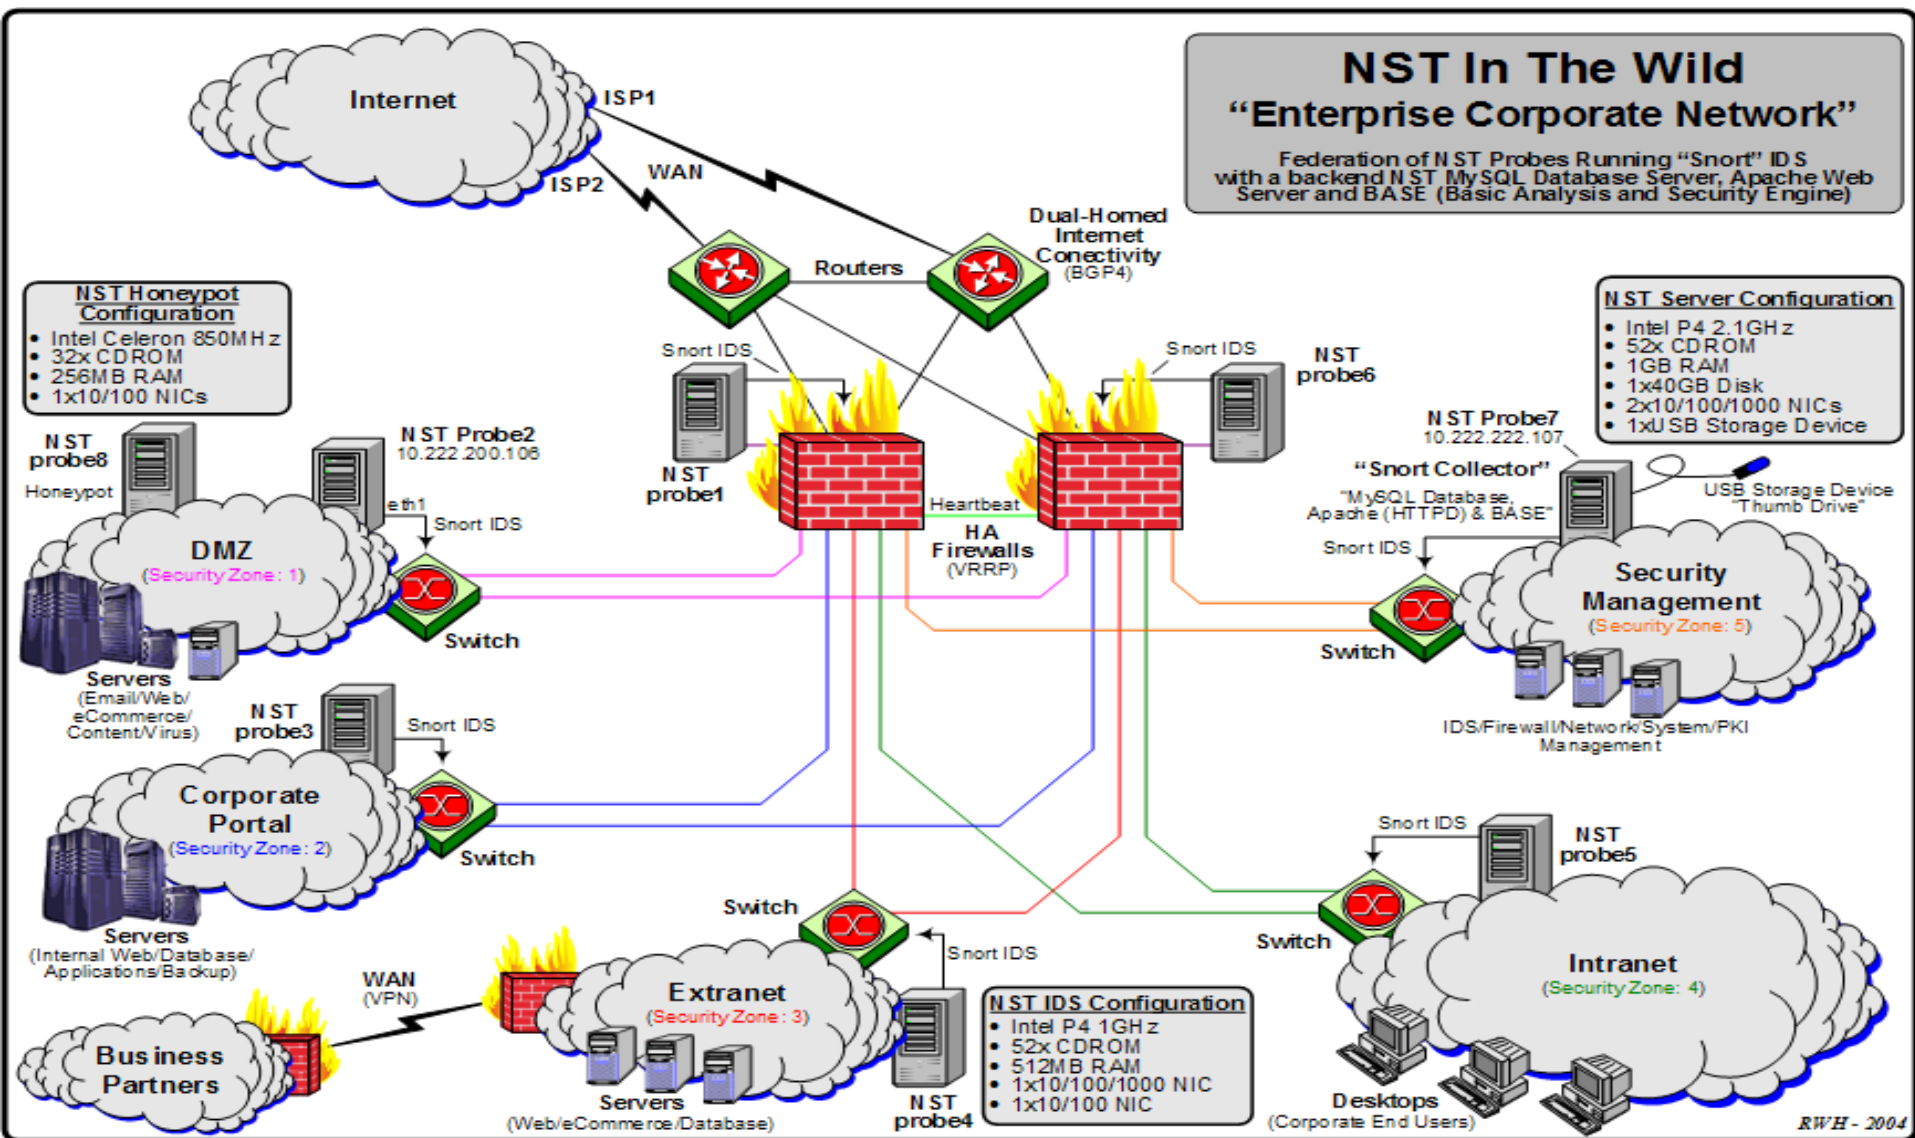 NST In The Wild
“Enterprise Corporate Network”
Federation of NST Probes Running “Snort” IDS
with a backend NST MySQL Database Server, Apache Web
Server and BASE (Basic Analysis and Security Engine)
Internet
ISP1
ISP2
WAN
Dual-Homed
Internet
Conectivity
(BGP4)
Routers
NST Honeypot
Configuration
• Intel Celeron 850MHz
• 32x CDROM
• 256MB RAM
• 1x10/100 NICs
NST Server Configuration
• Intel P4 2.1GHz
• 52x CDROM
• 1GB RAM
• 1x40GB Disk
• 2x10/100/1000 NICs
• 1xUSB Storage Device
Snort IDS
NST
probe1
Snort IDS
NST
probe6
NST
probe8
Honeypot
NST Probe2
10.222.200.106
eth1
Snort IDS
DMZ
(Security Zone: 1)
Switch
Servers
(Email/Web/
eCommerce/
Content/Virus)
Heartbeat
HA
Firewalls
(VRRP)
NST Probe7
10.222.222.107
“Snort Collector”
"MySQL Database,
Apache (HTTPD) & BASE"
USB Storage Device
"Thumb Drive"
Snort IDS
Security
Management
(Security Zone: 5)
Switch
IDS/Firewall/Network/System/PKI
Management
NST
probe3
Snort IDS
Corporate
Portal
(Security Zone: 2)
Switch
Servers
(Internal Web/Database/
Applications/Backup)
Snort IDS
NST
probe5
Switch
Intranet
(Security Zone: 4)
Desktops
(Corporate End Users)
Switch
Snort IDS
Extranet
(Security Zone: 3)
Servers
(Web/eCommerce/Database)
NST
probe4
WAN
(VPN)
Business
Partners
NST IDS Configuration
• Intel P4 1GHz
• 52x CDROM
• 512MB RAM
• 1x10/100/1000 NIC
• 1x10/100 NIC
RWH - 2004